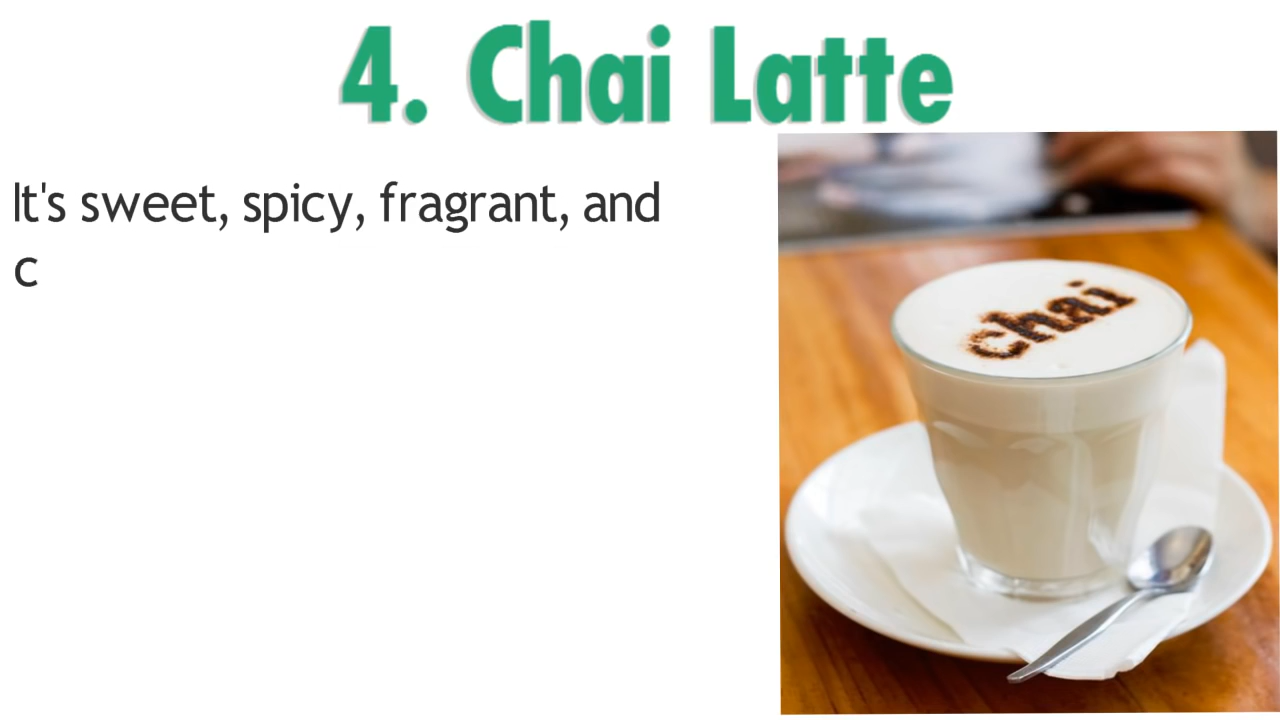 4. Chai Latte
It's sweet, spicy, fragrant, and
c
chai